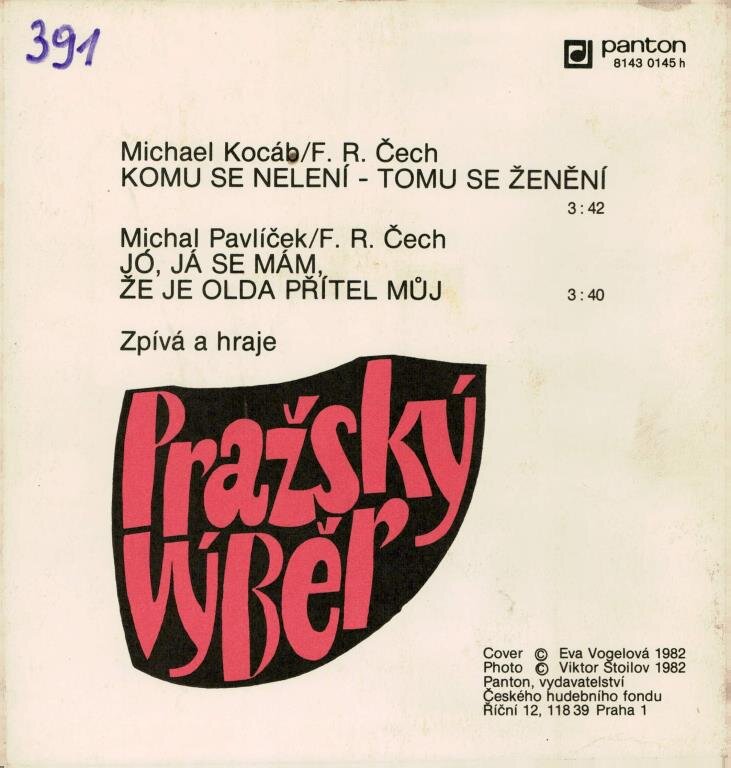 391
panton
8143 0145 h
Michael Kocáb/F. R. Čech
KOMU SE NELENÍ - TOMU SE ŽENĚNÍ
3:42
Michal Pavlíček/F. R. Čech
JÓ, JÁ SE MÁM,
ŽE JE OLDA PŘÍTEL MŮJ
3:40
Zpívá a hraje
Pražský
Výběr
Cover © Eva Vogelová 1982
Photo © Viktor Štoilov 1982
Panton, vydavatelství
Českého hudebního fondu
Říční 12, 118 39 Praha 1